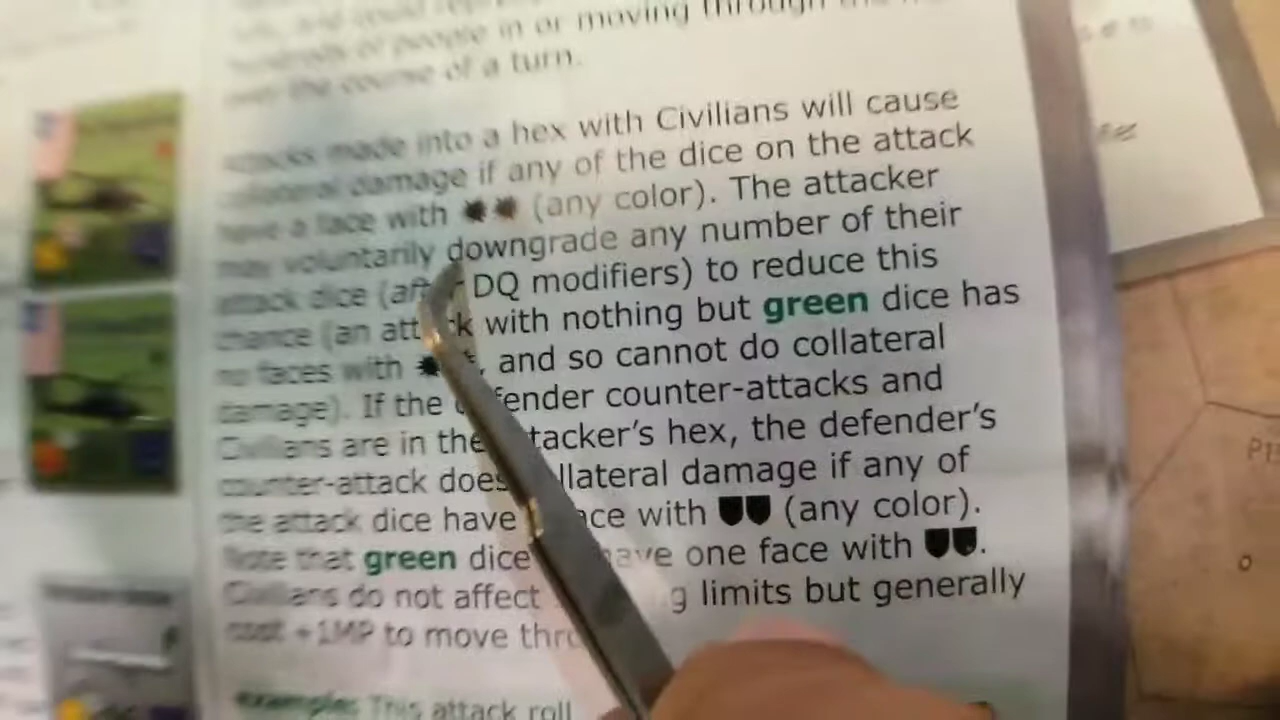 hundreds of people in or moving through the
over the course of a turn.
attacks made into a hex with Civilians will cause
collateral damage if any of the dice on the attack
have a face with (any color). The attacker
may voluntarily downgrade any number of their
attack dice (after DQ modifiers) to reduce this
chance (an attack with nothing but green dice has
no faces with , and so cannot do collateral
damage). If the defender counter-attacks and
Civilians are in the attacker's hex, the defender's
counter-attack does collateral damage if any of
the attack dice have face with (any color).
Note that green dice have one face with .
Civilians do not affect limits but generally
cost +1MP to move thro
example: This attack roll